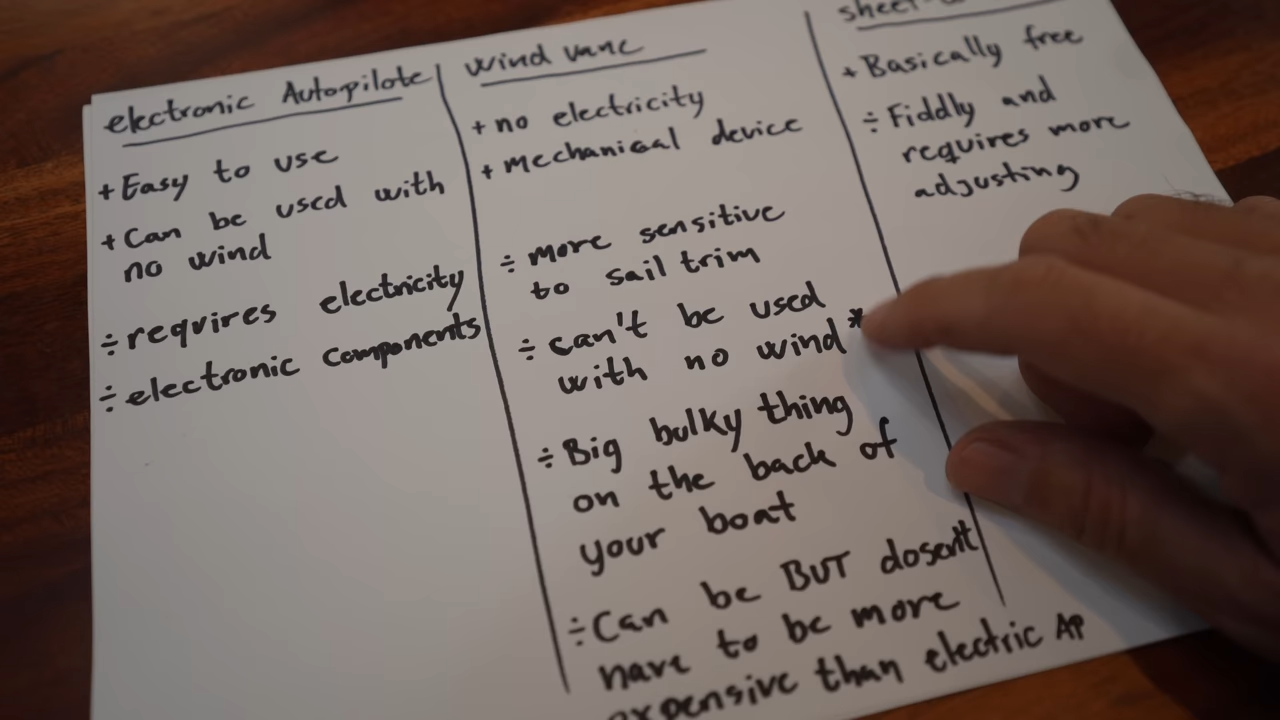 electronic Autopilote
+ Easy to use
+ Can be used with
no wind
÷ requires electricity
÷ electronic components
wind vane
+ no electricity
+ mechanical device
÷ more sensitive
to sail trim
÷ can't be used
with no wind*
÷ Big bulky thing
on the back of
your boat
÷ Can be BUT dosen't
have to be more
expensive than electric AP
sheet-
+ Basically free
÷ Fiddly and
requires more
adjusting